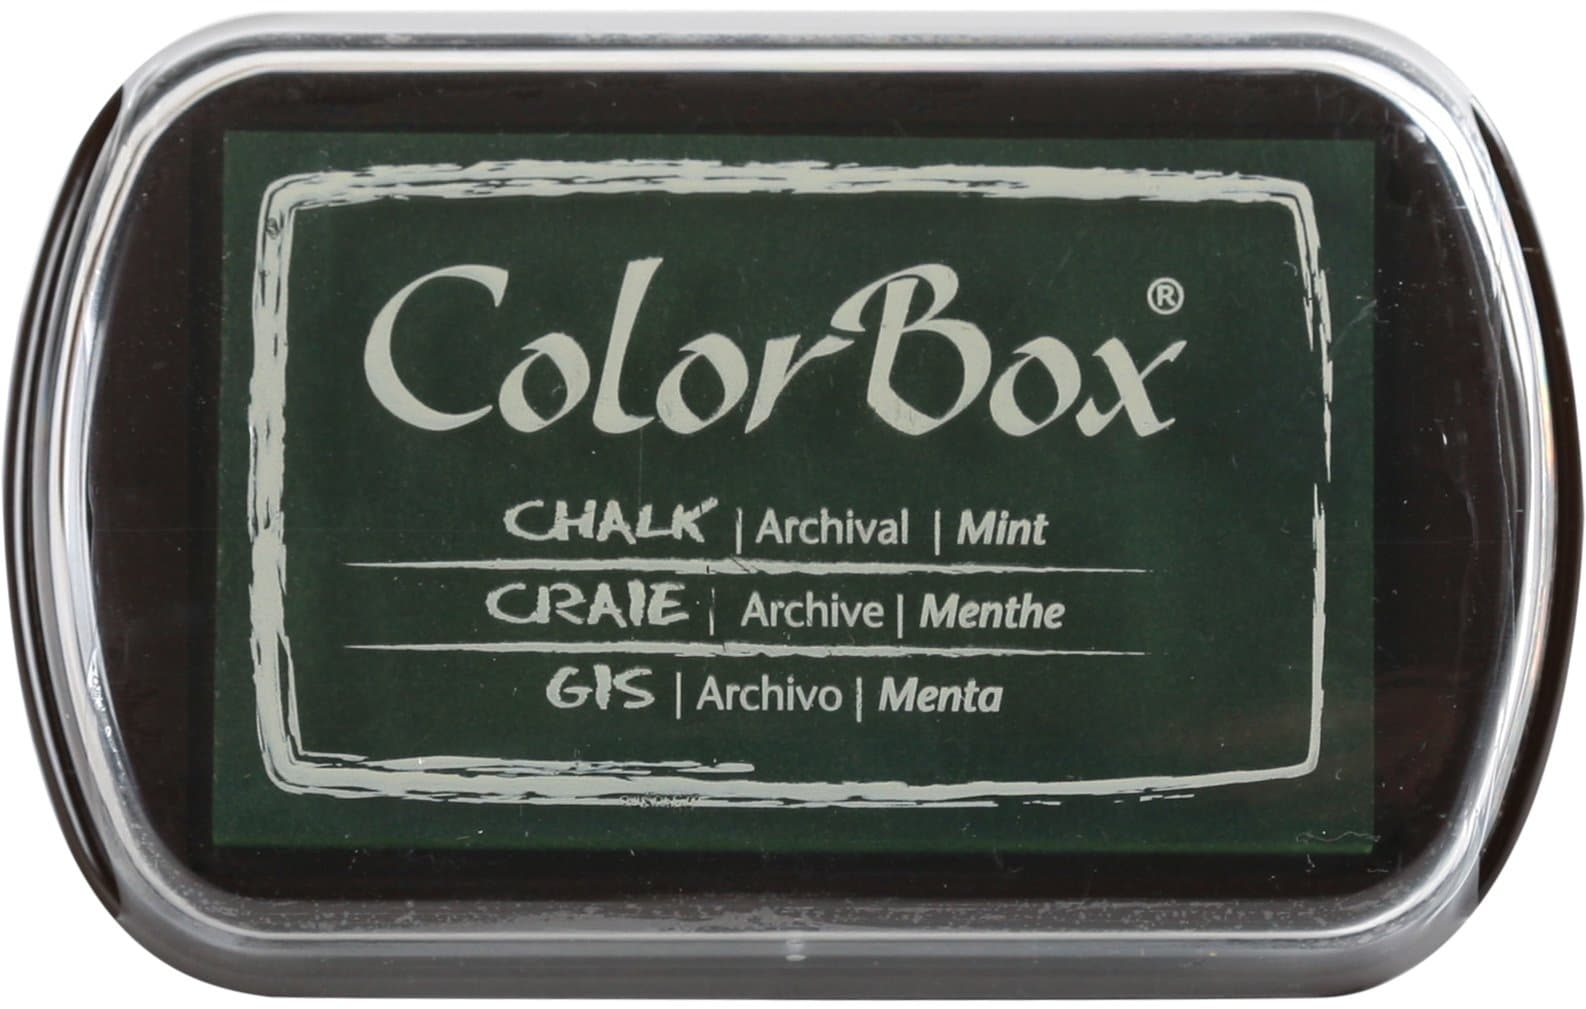 ColorBox®
CHALK | Archival | Mint
CRAIE | Archive | Menthe
GIS | Archivo | Menta